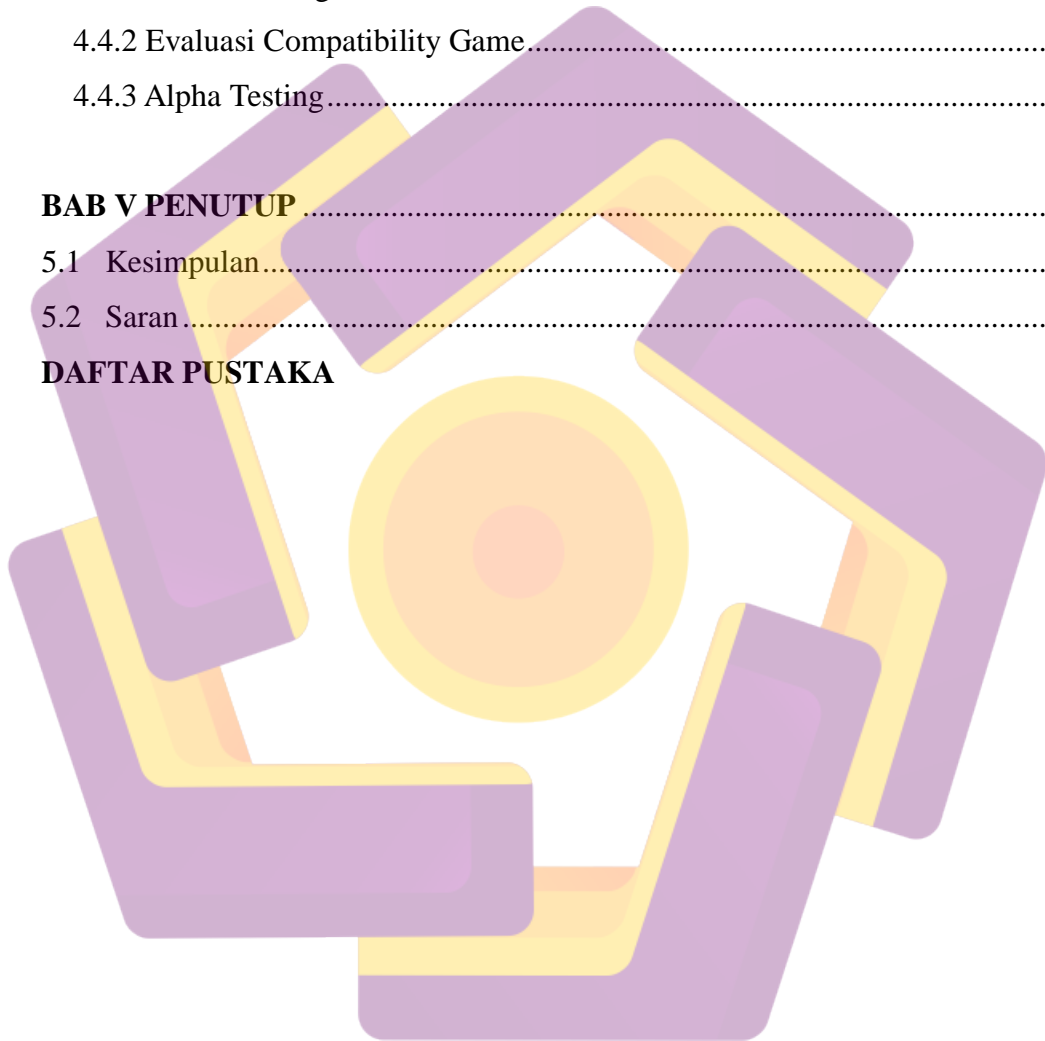 4.4.2 Evaluasi Compatibility Game........................................................................
4.4.3 Alpha Testing....................................................................................................
BAB V PENUTUP ....................................................................................................
5.1 Kesimpulan..........................................................................................................
5.2 Saran....................................................................................................................
DAFTAR PUSTAKA